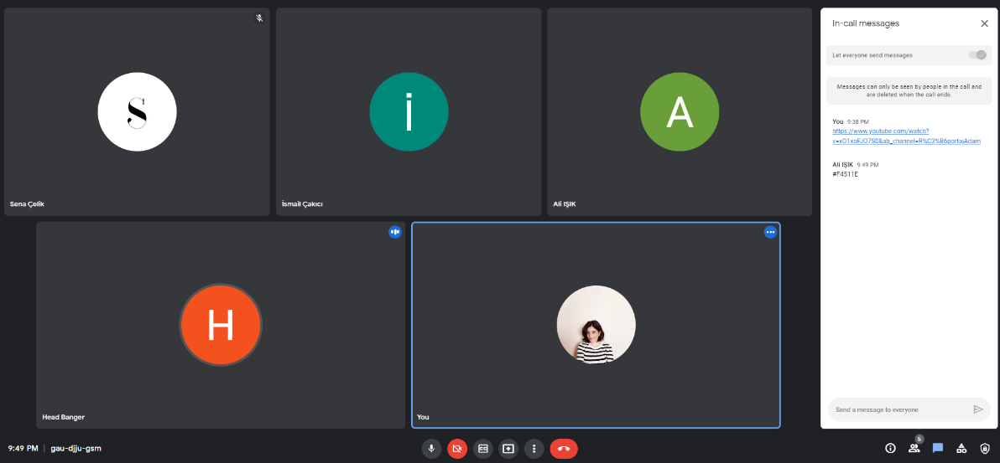 In-call messages
Let everyone send messages
Messages can only be seen by people in the call and
are deleted when the call ends.
You 9:38 PM
https://www.youtube.com/watch?
v=xO1xoFJO7S0&ab_channel=R%C3%B6portajAdam
Ali IŞIK 9:49 PM
#F4511E
Send a message to everyone
S
1
Sena Çelik
i
İsmail Çakıcı
A
Ali IŞIK
H
Head Banger
You
9:49 PM | gau-djju-gsm
5